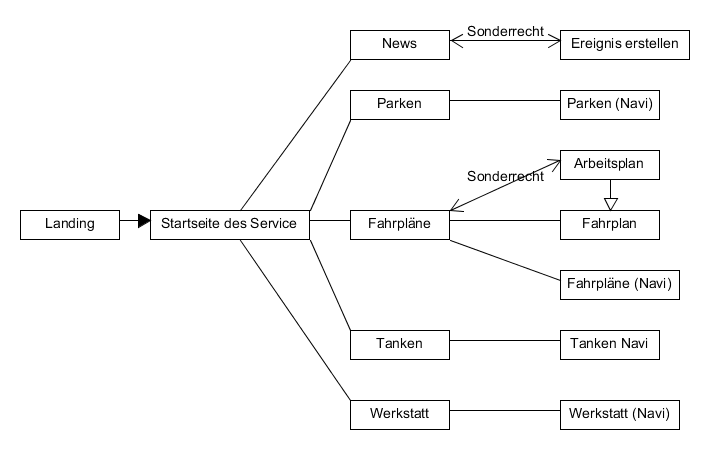 Sonderrecht
News
Ereignis erstellen
Parken
Parken (Navi)
Arbeitsplan
Sonderrecht
Landing
Startseite des Service
Fahrpläne
Fahrplan
Fahrpläne (Navi)
Tanken
Tanken Navi
Werkstatt
Werkstatt (Navi)